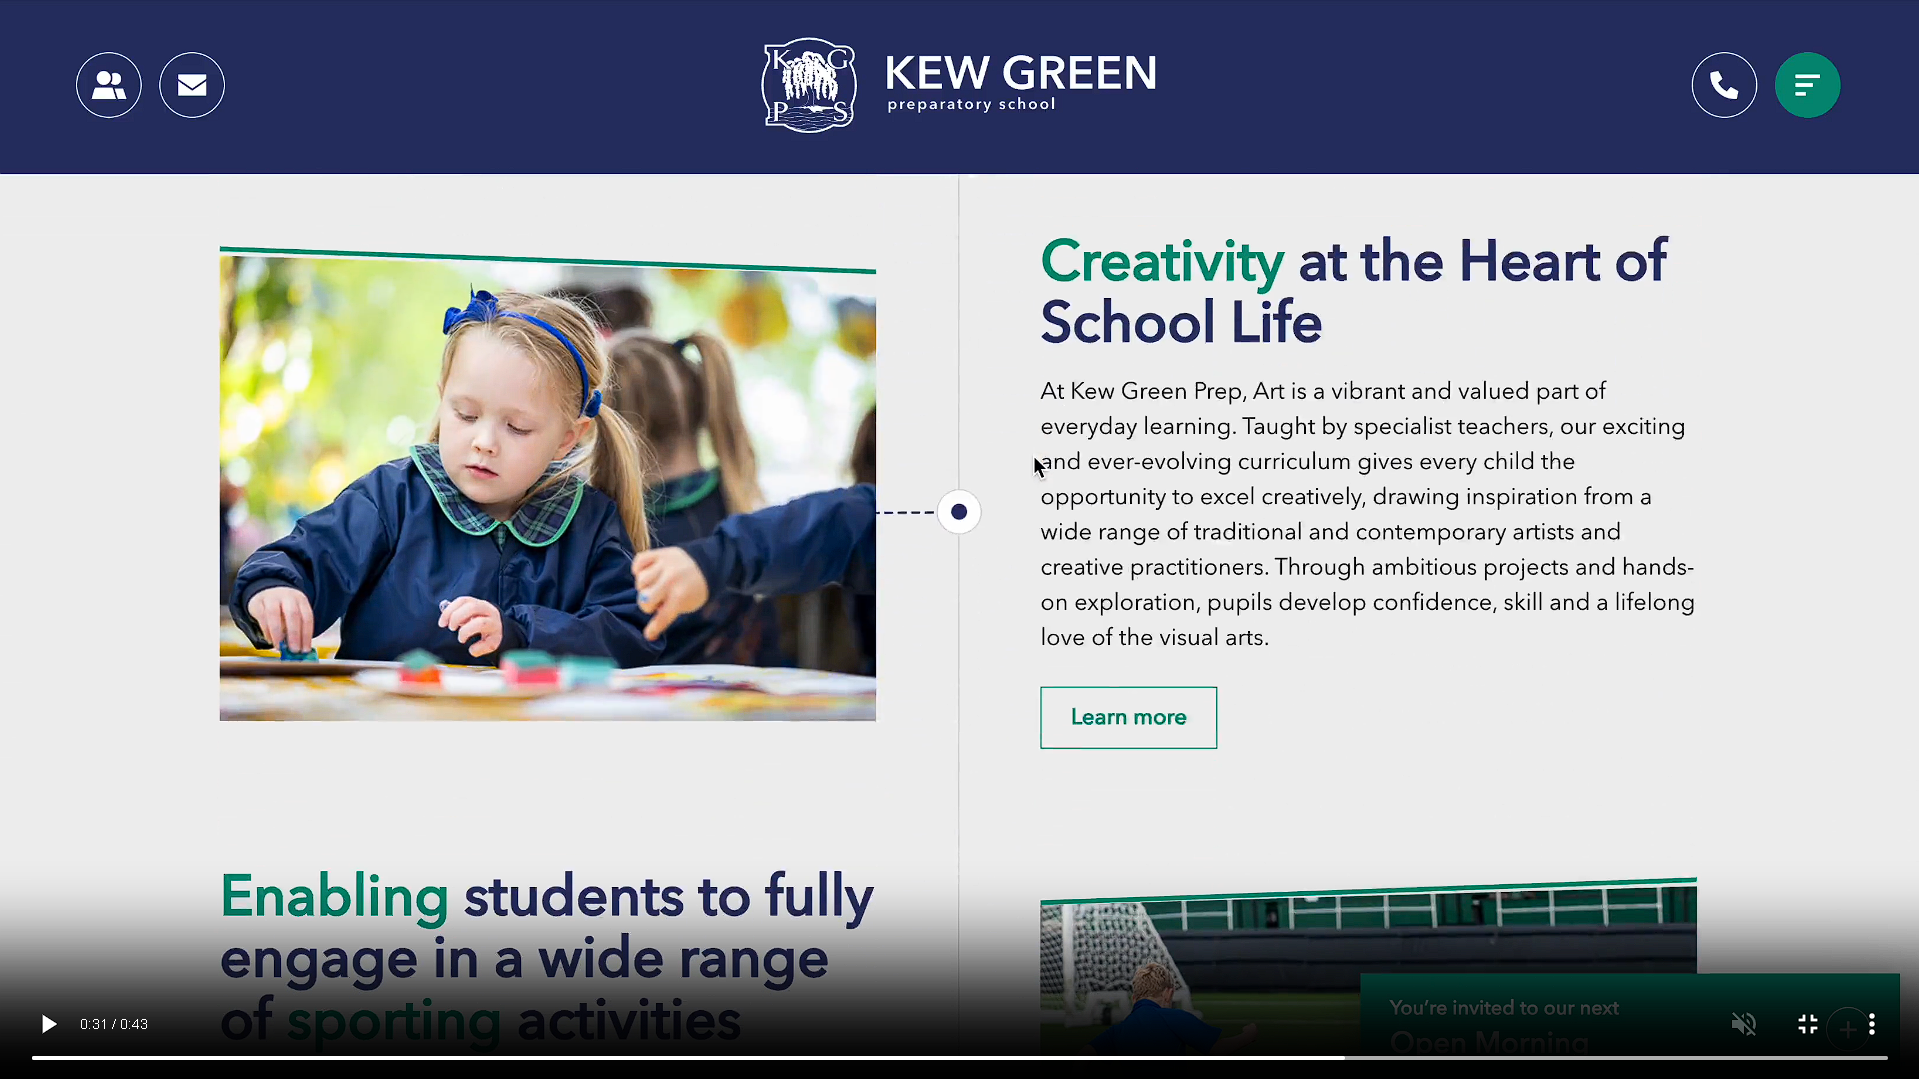 K G
P S
KEW GREEN
preparatory school
Creativity at the Heart of
School Life
At Kew Green Prep, Art is a vibrant and valued part of
everyday learning. Taught by specialist teachers, our exciting
and ever-evolving curriculum gives every child the
opportunity to excel creatively, drawing inspiration from a
wide range of traditional and contemporary artists and
creative practitioners. Through ambitious projects and hands-
on exploration, pupils develop confidence, skill and a lifelong
love of the visual arts.
Learn more
Enabling students to fully
engage in a wide range
of sporting activities
You're invited to our next
Open Morning
0:31 / 0:43